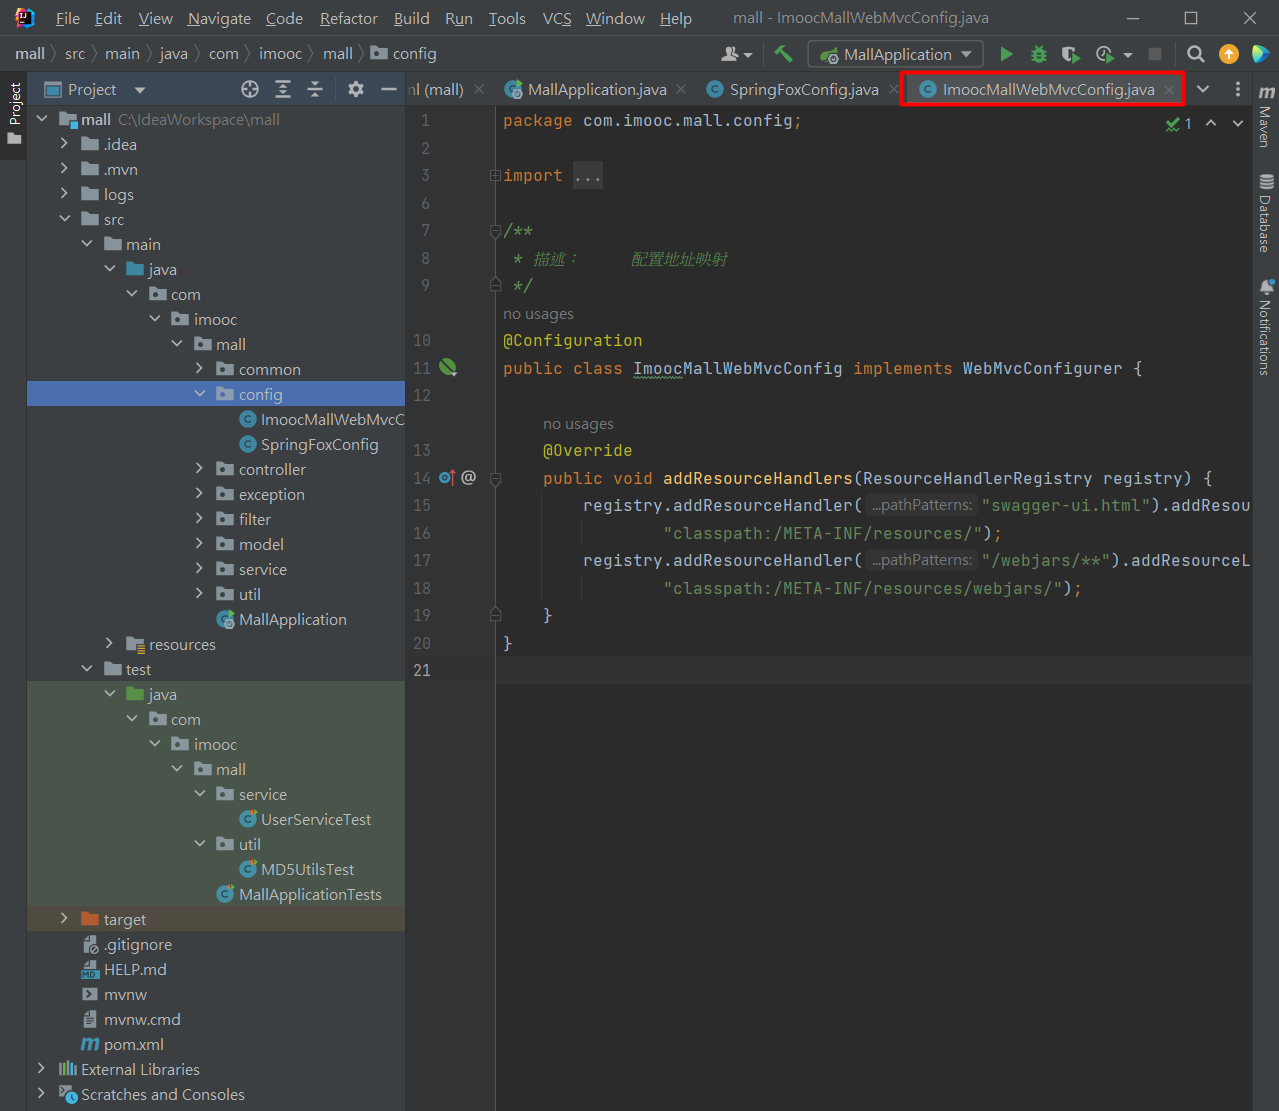 File Edit View Navigate Code Refactor Build Run Tools VCS Window Help mall - ImoocMallWebMvcConfig.java
mall src main java com imooc mall config MallApplication
Project
Project
nl (mall) MallApplication.java SpringFoxConfig.java ImoocMallWebMvcConfig.java
mall C:\IdeaWorkspace\mall
.idea
.mvn
logs
src
main
java
com
imooc
mall
common
config
ImoocMallWebMvcC
SpringFoxConfig
controller
exception
filter
model
service
util
MallApplication
resources
test
java
com
imooc
mall
service
UserServiceTest
util
MD5UtilsTest
MallApplicationTests
target
.gitignore
HELP.md
mvnw
mvnw.cmd
pom.xml
External Libraries
Scratches and Consoles
1 package com.imooc.mall.config;
1
2
3 import ...
6
7 /**
8 * 描述： 配置地址映射
9 */
no usages
10 @Configuration
11 public class ImoocMallWebMvcConfig implements WebMvcConfigurer {
12
no usages
13 @Override
14 @ public void addResourceHandlers(ResourceHandlerRegistry registry) {
15 registry.addResourceHandler( ...pathPatterns: "swagger-ui.html").addResou
16 "classpath:/META-INF/resources/");
17 registry.addResourceHandler( ...pathPatterns: "/webjars/**").addResourceL
18 "classpath:/META-INF/resources/webjars/");
19 }
20 }
21
m Maven
Database
Notifications